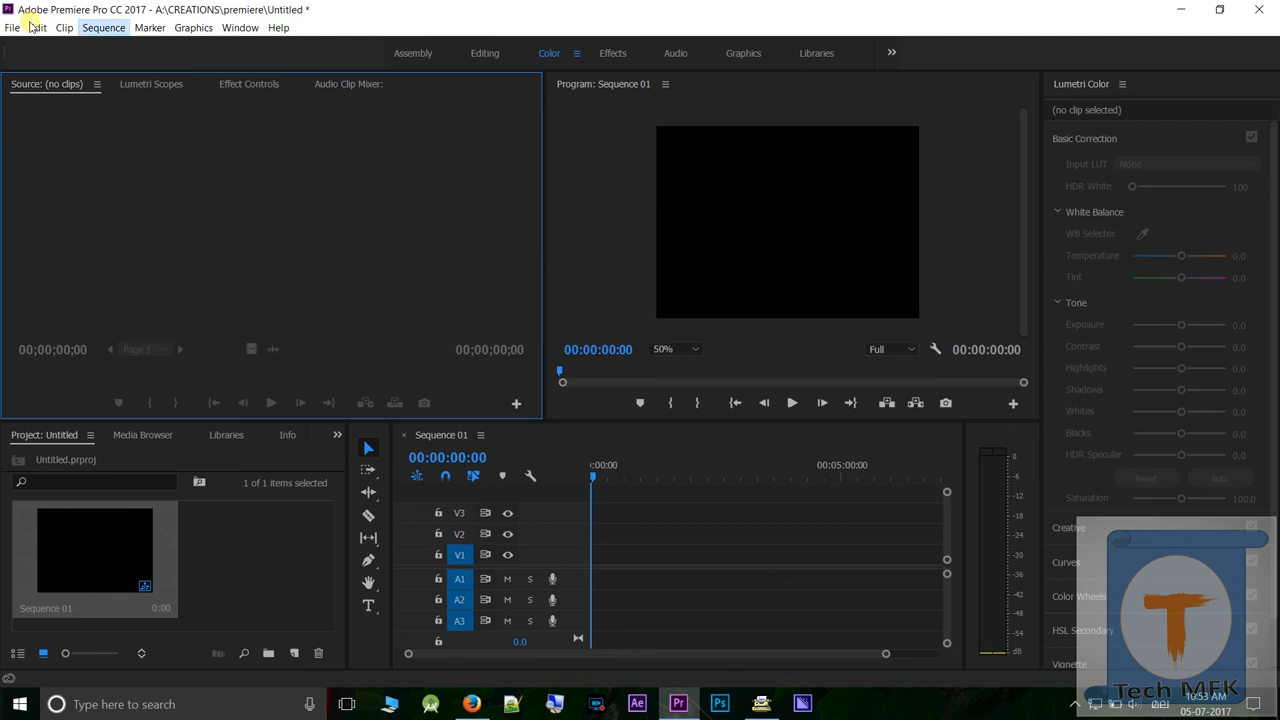 Adobe Premiere Pro CC 2017 - A:\CREATIONS\premiere\Untitled *
File Edit Clip Sequence Marker Graphics Window Help
Assembly Editing Color Effects Audio Graphics Libraries
Source: (no clips) Lumetri Scopes Effect Controls Audio Clip Mixer:
Program: Sequence 01
Lumetri Color
(no clip selected)
Basic Correction
Input LUT None
HDR White 100
White Balance
WB Selector
Temperature 0.0
Tint 0.0
Tone
Exposure 0.0
Contrast 0.0
Highlights 0.0
Shadows 0.0
Whites 0.0
Blacks 0.0
HDR Specular 0.0
Reset Auto
Saturation 100.0
Creative
Curves
Color Wheels
HSL Secondary
Vignette
00;00;00;00 Page 1 00;00;00;00
00:00:00:00 50% Full 00:00:00:00
Project: Untitled Media Browser Libraries Info
Untitled.prproj
1 of 1 items selected
Sequence 01 0:00
Sequence 01
00:00:00:00
:00:00 00:05:00:00
V3
V2
V1
A1 M S
A2 M S
A3 M S
0.0
0
-6
-12
-18
-24
-30
-36
-42
-48
-54
dB
T
Tech MEK
Type here to search
Ae Pr Ps
10:53 AM
05-07-2017